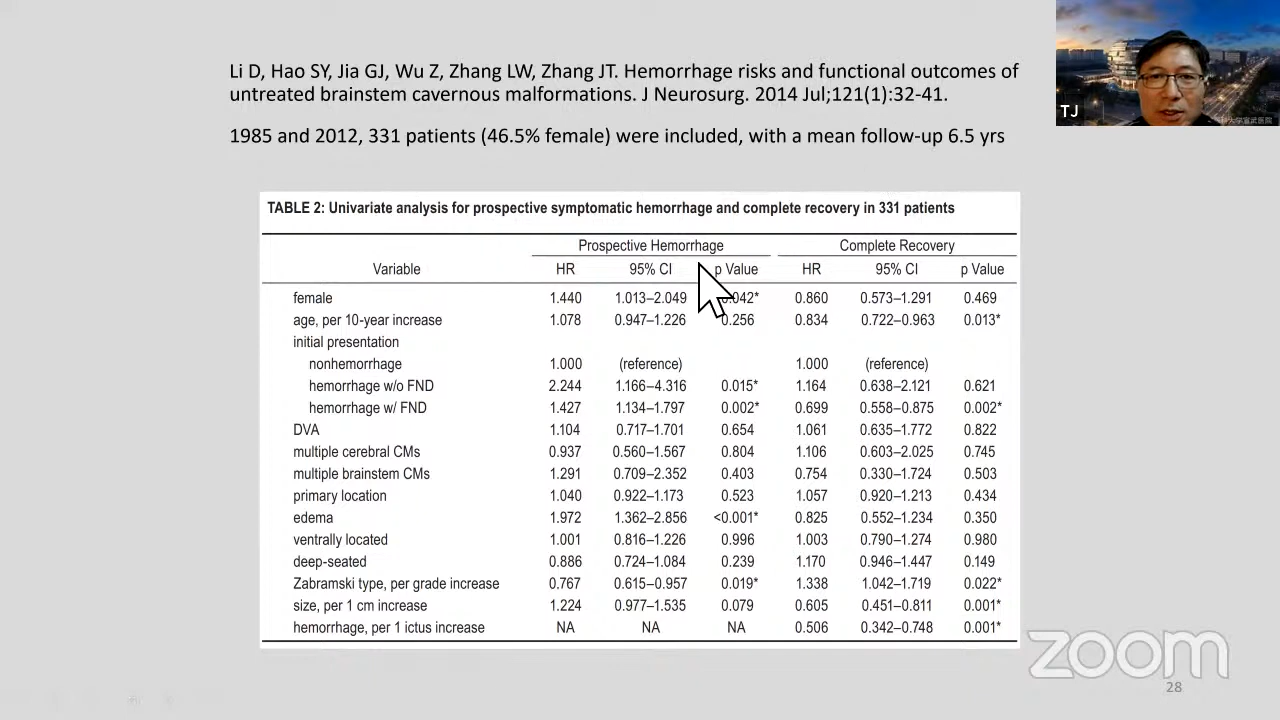 Li D, Hao SY, Jia GJ, Wu Z, Zhang LW, Zhang JT. Hemorrhage risks and functional outcomes of
untreated brainstem cavernous malformations. J Neurosurg. 2014 Jul;121(1):32-41.
1985 and 2012, 331 patients (46.5% female) were included, with a mean follow-up 6.5 yrs
TJ
TABLE 2: Univariate analysis for prospective symptomatic hemorrhage and complete recovery in 331 patients
Prospective Hemorrhage Complete Recovery
Variable HR 95% CI p Value HR 95% CI p Value
female 1.440 1.013–2.049 .042* 0.860 0.573–1.291 0.469
age, per 10-year increase 1.078 0.947–1.226 0.256 0.834 0.722–0.963 0.013*
initial presentation
nonhemorrhage 1.000 (reference) 1.000 (reference)
hemorrhage w/o FND 2.244 1.166–4.316 0.015* 1.164 0.638–2.121 0.621
hemorrhage w/ FND 1.427 1.134–1.797 0.002* 0.699 0.558–0.875 0.002*
DVA 1.104 0.717–1.701 0.654 1.061 0.635–1.772 0.822
multiple cerebral CMs 0.937 0.560–1.567 0.804 1.106 0.603–2.025 0.745
multiple brainstem CMs 1.291 0.709–2.352 0.403 0.754 0.330–1.724 0.503
primary location 1.040 0.922–1.173 0.523 1.057 0.920–1.213 0.434
edema 1.972 1.362–2.856 <0.001* 0.825 0.552–1.234 0.350
ventrally located 1.001 0.816–1.226 0.996 1.003 0.790–1.274 0.980
deep-seated 0.886 0.724–1.084 0.239 1.170 0.946–1.447 0.149
Zabramski type, per grade increase 0.767 0.615–0.957 0.019* 1.338 1.042–1.719 0.022*
size, per 1 cm increase 1.224 0.977–1.535 0.079 0.605 0.451–0.811 0.001*
hemorrhage, per 1 ictus increase NA NA NA 0.506 0.342–0.748 0.001*
zoom
28